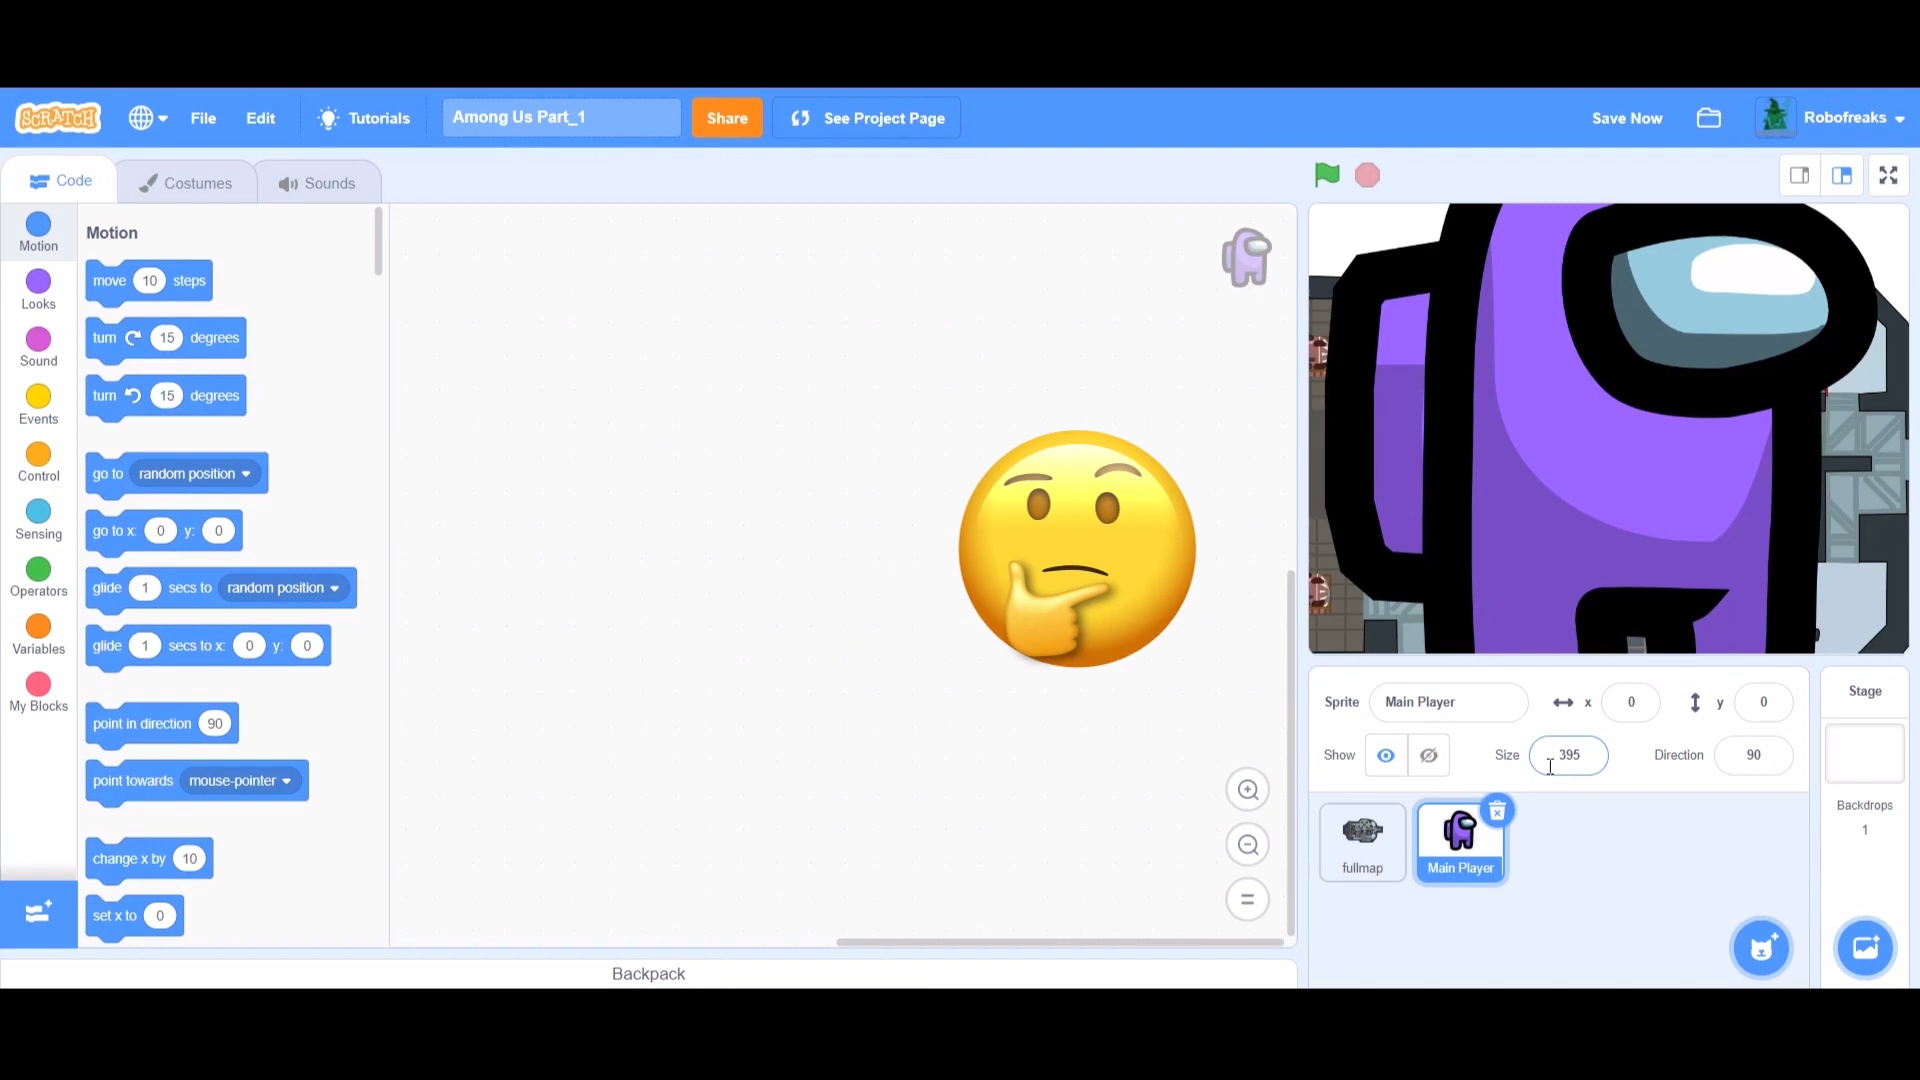 SCRATCH
File
Edit
Tutorials
Among Us Part_1
Share
See Project Page
Save Now
Robofreaks
Code
Costumes
Sounds
Motion
Looks
Sound
Events
Control
Sensing
Operators
Variables
My Blocks
Motion
move 10 steps
turn 15 degrees
turn 15 degrees
go to random position
go to x: 0 y: 0
glide 1 secs to random position
glide 1 secs to x: 0 y: 0
point in direction 90
point towards mouse-pointer
change x by 10
set x to 0
Backpack
Sprite Main Player x 0 y 0
Show Size 395 Direction 90
fullmap
Main Player
Stage
Backdrops
1